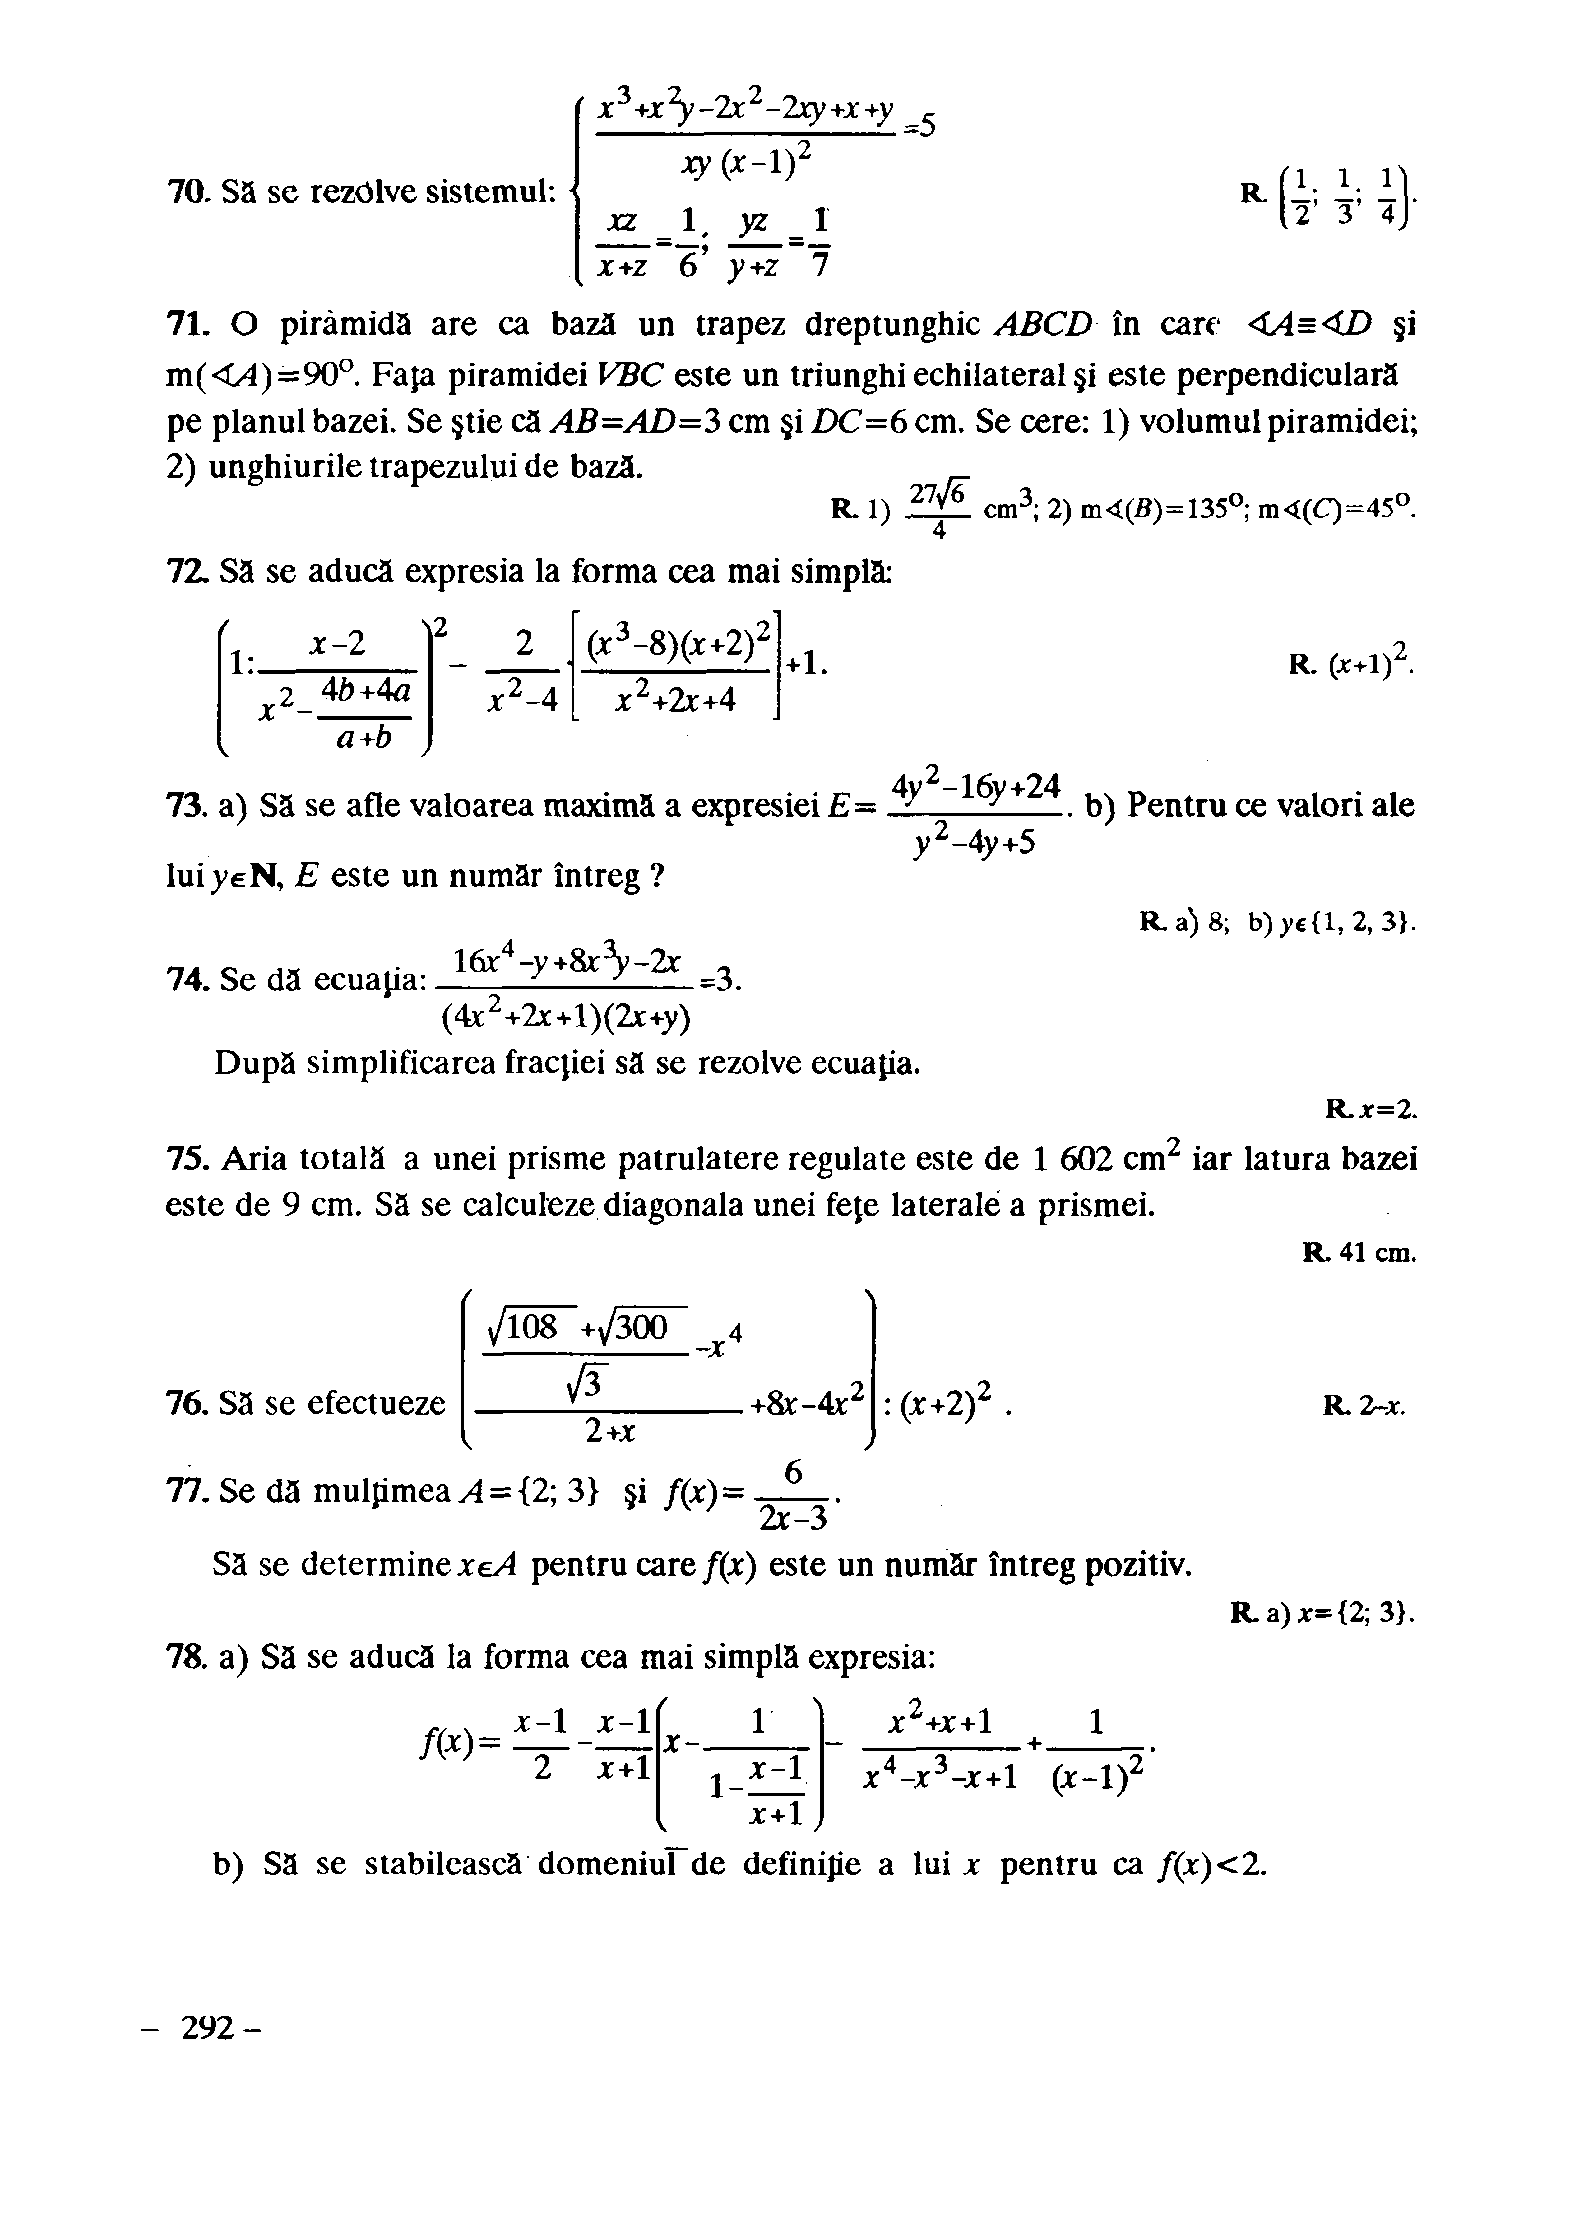 70. Să se rezolve sistemul: { (x³+x²y-2x²-2xy+x+y)/(xy(x-1)²) =5
xz/(x+z) = 1/6; yz/(y+z) = 1/7
R. (1/2; 1/3; 1/4).
71. O piramidă are ca bază un trapez dreptunghic ABCD în care ∢A≡∢D şi
m(∢A)=90°. Faţa piramidei VBC este un triunghi echilateral şi este perpendiculară
pe planul bazei. Se ştie că AB=AD=3 cm şi DC=6 cm. Se cere: 1) volumul piramidei;
2) unghiurile trapezului de bază.
R. 1) 27√6/4 cm³; 2) m∢(B)=135°; m∢(C)=45°.
72. Să se aducă expresia la forma cea mai simplă:
(1: (x-2)/(x² - (4b+4a)/(a+b)))² - 2/(x²-4) · [(x³-8)(x+2)²/(x²+2x+4)] +1. R. (x+1)².
73. a) Să se afle valoarea maximă a expresiei E= (4y²-16y+24)/(y²-4y+5). b) Pentru ce valori ale
lui y∈N, E este un număr întreg ?
R. a) 8; b) y∈{1, 2, 3}.
74. Se dă ecuaţia: (16x⁴-y+8x³y-2x)/((4x²+2x+1)(2x+y)) =3.
După simplificarea fracţiei să se rezolve ecuaţia.
R. x=2.
75. Aria totală a unei prisme patrulatere regulate este de 1 602 cm² iar latura bazei
este de 9 cm. Să se calculeze diagonala unei feţe laterale a prismei.
R. 41 cm.
76. Să se efectueze (((√108 +√300)/√3 -x⁴)/(2+x) +8x-4x²) : (x+2)² . R. 2-x.
77. Se dă mulţimea A={2; 3} şi f(x)= 6/(2x-3).
Să se determine x∈A pentru care f(x) este un număr întreg pozitiv.
R. a) x={2; 3}.
78. a) Să se aducă la forma cea mai simplă expresia:
f(x)= (x-1)/2 - (x-1)/(x+1) (x- 1/(1-(x-1)/(x+1))) - (x²+x+1)/(x⁴-x³-x+1) + 1/(x-1)².
b) Să se stabilească domeniul de definiţie a lui x pentru ca f(x)<2.
- 292 -